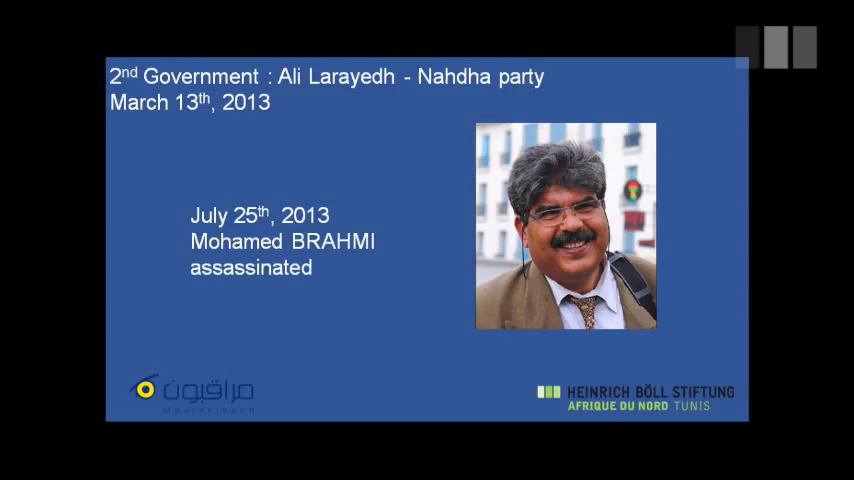 2nd Government : Ali Larayedh - Nahdha party
March 13th, 2013
July 25th, 2013
Mohamed BRAHMI
assassinated
مراقبون
MOURAKIBOUN
HEINRICH BÖLL STIFTUNG
AFRIQUE DU NORD TUNIS